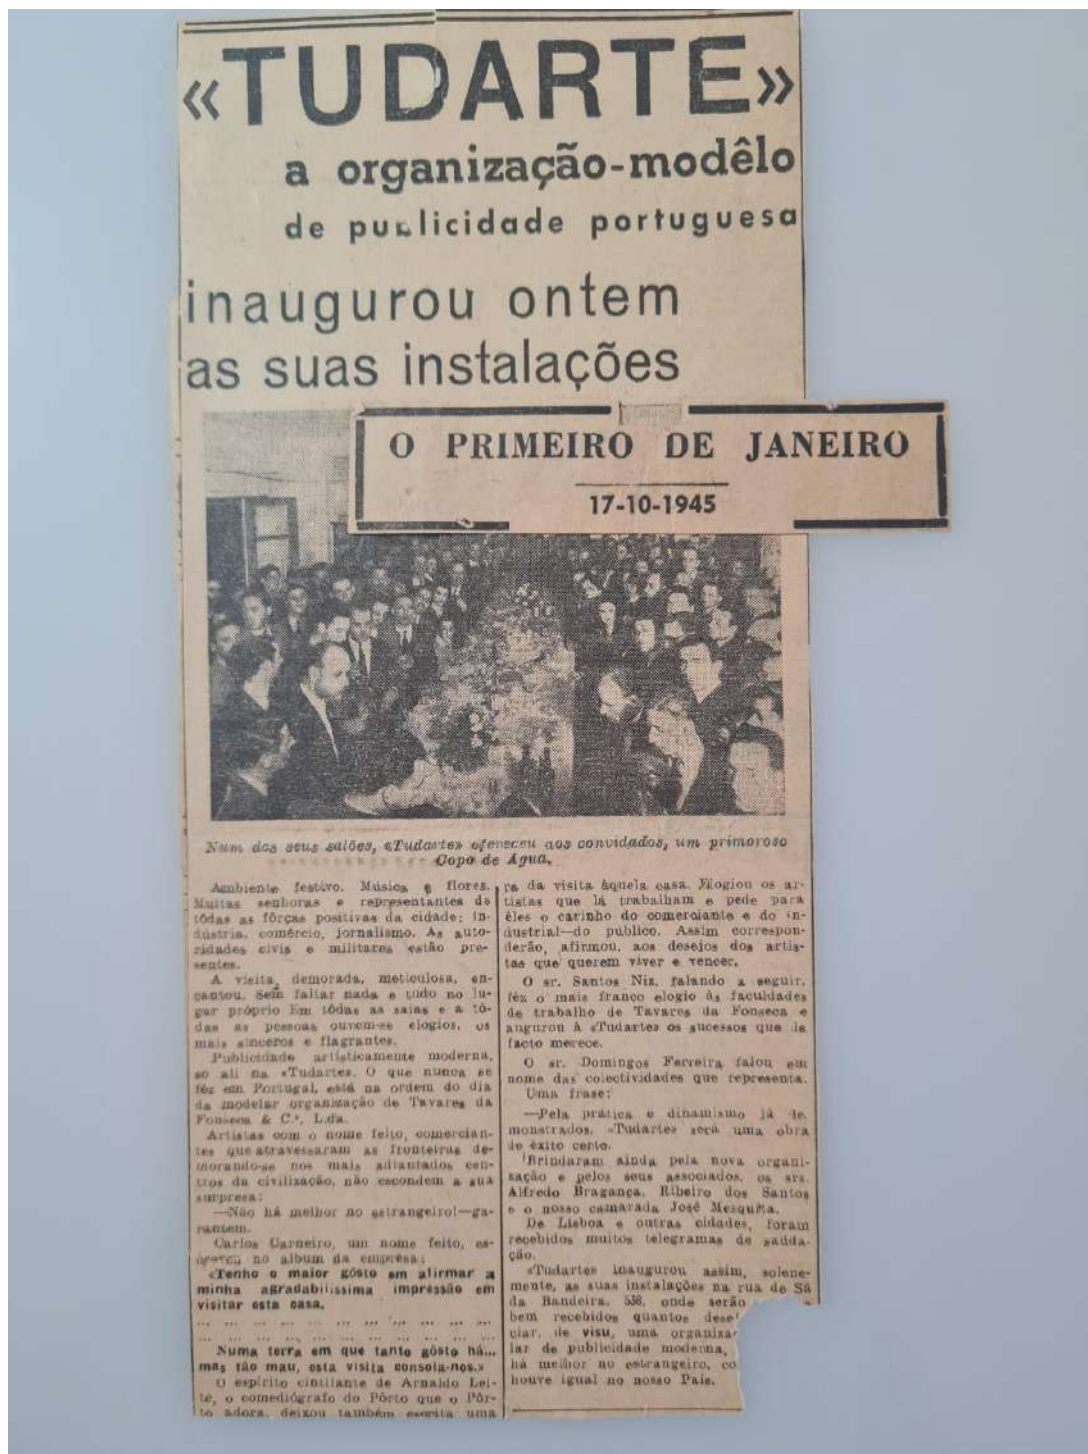 «TUDARTE»
a organização-modêlo
de publicidade portuguesa
inaugurou ontem
as suas instalações
O PRIMEIRO DE JANEIRO
17-10-1945
Num dos seus salões, «Tudarte» ofereceu aos convidados, um primoroso
Copo de Agua.
Ambiente festivo. Música e flores.
Muitas senhoras e representantes de
tôdas as fôrças positivas da cidade: in-
dústria, comércio, jornalismo. As auto-
ridades civis e militares estão pre-
sentes.
A visita, demorada, meticulosa, en-
cantou. Sem faltar nada e tudo no lu-
gar próprio Em tôdas as salas e a tô-
das as pessoas ouvem-se elogios, os
mais sinceros e flagrantes.
Publicidade artìsticamente moderna,
só ali na «Tudarte». O que nunca se
fêz em Portugal, está na ordem do dia
da modelar organização de Tavares da
Fonseca & C.ª, L.da.
Artistas com o nome feito, comercian-
tes que atravessaram as fronteiras de-
morando-se nos mais adiantados cen-
tros da civilização, não escondem a sua
surpresa:
—Não há melhor no estrangeiro!—ga-
rantem.
Carlos Carneiro, um nome feito, es-
creveu no album da empresa:
«Tenho o maior gôsto em afirmar a
minha agradabilíssima impressão em
visitar esta casa.
... ... ... ... ... ... ... ... ... ...
... ... ... ... ... ... ... ... ... ...
Numa terra em que tanto gôsto há...
mas tão mau, esta visita consola-nos.»
O espírito cintilante de Arnaldo Lei-
te, o comediógrafo do Pôrto que o Pôr-
to adora, deixou também escrita uma
ra da visita àquela casa. Elogiou os ar-
tistas que lá trabalham e pede para
êles o carinho do comerciante e do in-
dustrial—do público. Assim correspon-
derão, afirmou, aos desejos dos artis-
tas que querem viver e vencer.
O sr. Santos Niz, falando a seguir,
fêz o mais franco elogio às faculdades
de trabalho de Tavares da Fonseca e
augurou à «Tudarte» os sucessos que de
facto merece.
O sr. Domingos Ferreira falou em
nome das colectividades que representa.
Uma frase:
—Pela prática e dinamismo já de-
monstrados, «Tudarte» será uma obra
de êxito certo.
Brindaram ainda pela nova organi-
zação e pelos seus associados, os srs.
Alfredo Bragança, Ribeiro dos Santos
e o nosso camarada José Mesquita.
De Lisboa e outras cidades, foram
recebidos muitos telegramas de sauda-
ção.
«Tudarte» inaugurou assim, solene-
mente, as suas instalações na rua de Sá
da Bandeira, 538, onde serão
bem recebidos quantos dese
ciar, de visu, uma organiza
lar de publicidade moderna,
há melhor no estrangeiro, co
houve igual no nosso País.